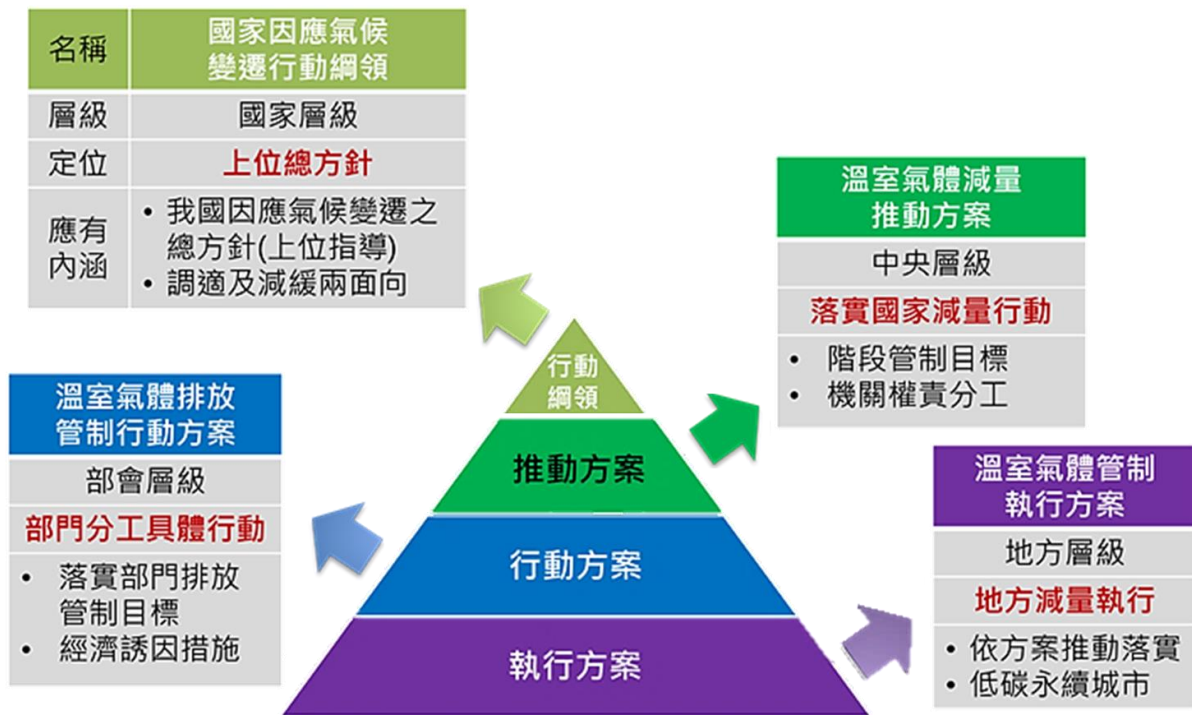 名稱
國家因應氣候
變遷行動綱領
層級
國家層級
定位
上位總方針
應有
內涵
• 我國因應氣候變遷之
總方針(上位指導)
• 調適及減緩兩面向
溫室氣體減量
推動方案
中央層級
落實國家減量行動
• 階段管制目標
• 機關權責分工
溫室氣體排放
管制行動方案
部會層級
部門分工具體行動
• 落實部門排放
管制目標
• 經濟誘因措施
行動
綱領
推動方案
行動方案
執行方案
溫室氣體管制
執行方案
地方層級
地方減量執行
• 依方案推動落實
• 低碳永續城市